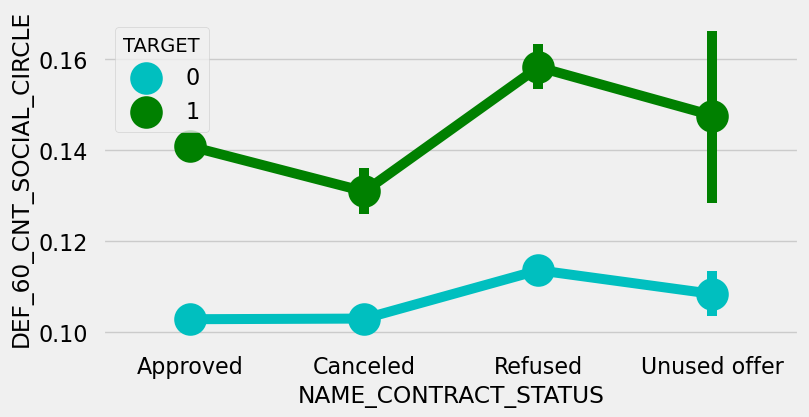 DEF_60_CNT_SOCIAL_CIRCLE
TARGET
0
1
0.16
0.14
0.12
0.10
Approved
Canceled
Refused
Unused offer
NAME_CONTRACT_STATUS